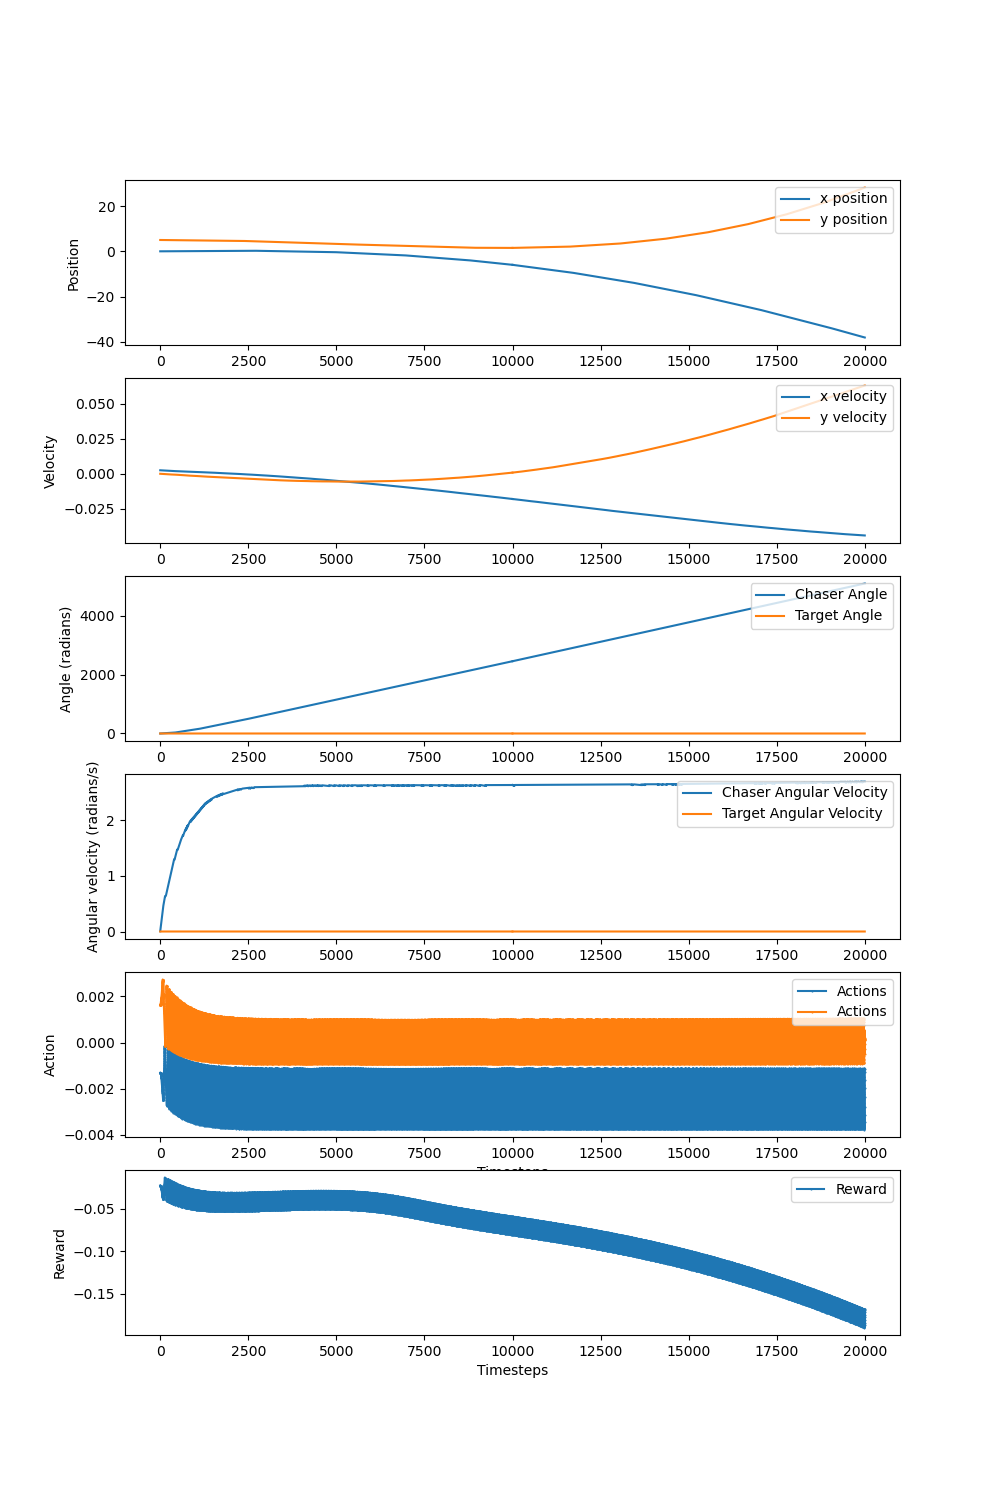 x position
y position
Position
20
0
−20
−40
0 2500 5000 7500 10000 12500 15000 17500 20000
x velocity
y velocity
Velocity
0.050
0.025
0.000
−0.025
0 2500 5000 7500 10000 12500 15000 17500 20000
Chaser Angle
Target Angle
Angle (radians)
4000
2000
0
0 2500 5000 7500 10000 12500 15000 17500 20000
Chaser Angular Velocity
Target Angular Velocity
Angular velocity (radians/s)
2
1
0
0 2500 5000 7500 10000 12500 15000 17500 20000
Actions
Actions
Action
0.002
0.000
−0.002
−0.004
0 2500 5000 7500 10000 12500 15000 17500 20000
Timesteps
Reward
Reward
−0.05
−0.10
−0.15
0 2500 5000 7500 10000 12500 15000 17500 20000
Timesteps